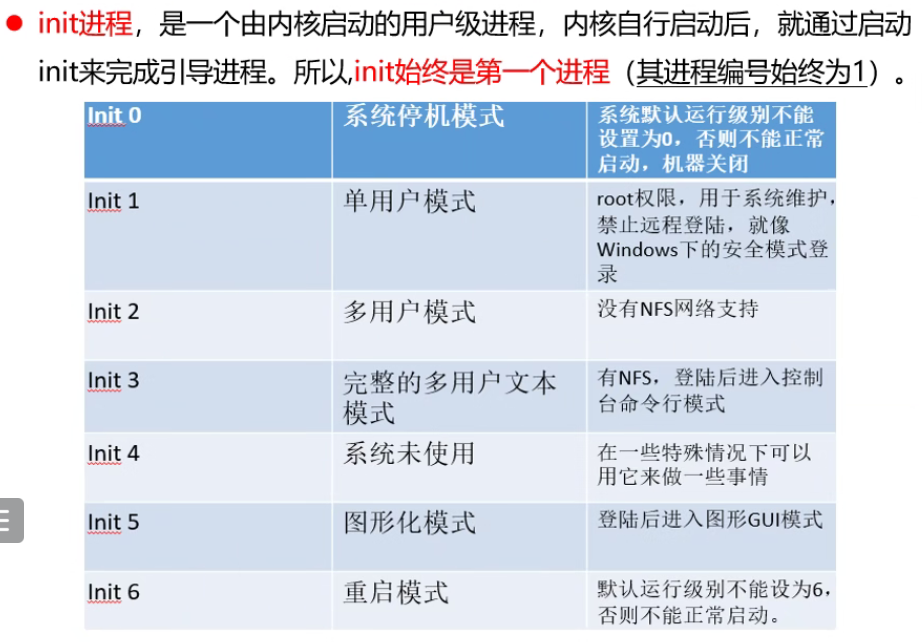 init进程，是一个由内核启动的用户级进程，内核自行启动后，就通过启动
init来完成引导进程。所以,init始终是第一个进程（其进程编号始终为1）。
Init 0
系统停机模式
系统默认运行级别不能
设置为0，否则不能正常
启动，机器关闭
Init 1
单用户模式
root权限，用于系统维护，
禁止远程登陆，就像
Windows下的安全模式登
录
Init 2
多用户模式
没有NFS网络支持
Init 3
完整的多用户文本
模式
有NFS，登陆后进入控制
台命令行模式
Init 4
系统未使用
在一些特殊情况下可以
用它来做一些事情
Init 5
图形化模式
登陆后进入图形GUI模式
Init 6
重启模式
默认运行级别不能设为6，
否则不能正常启动。